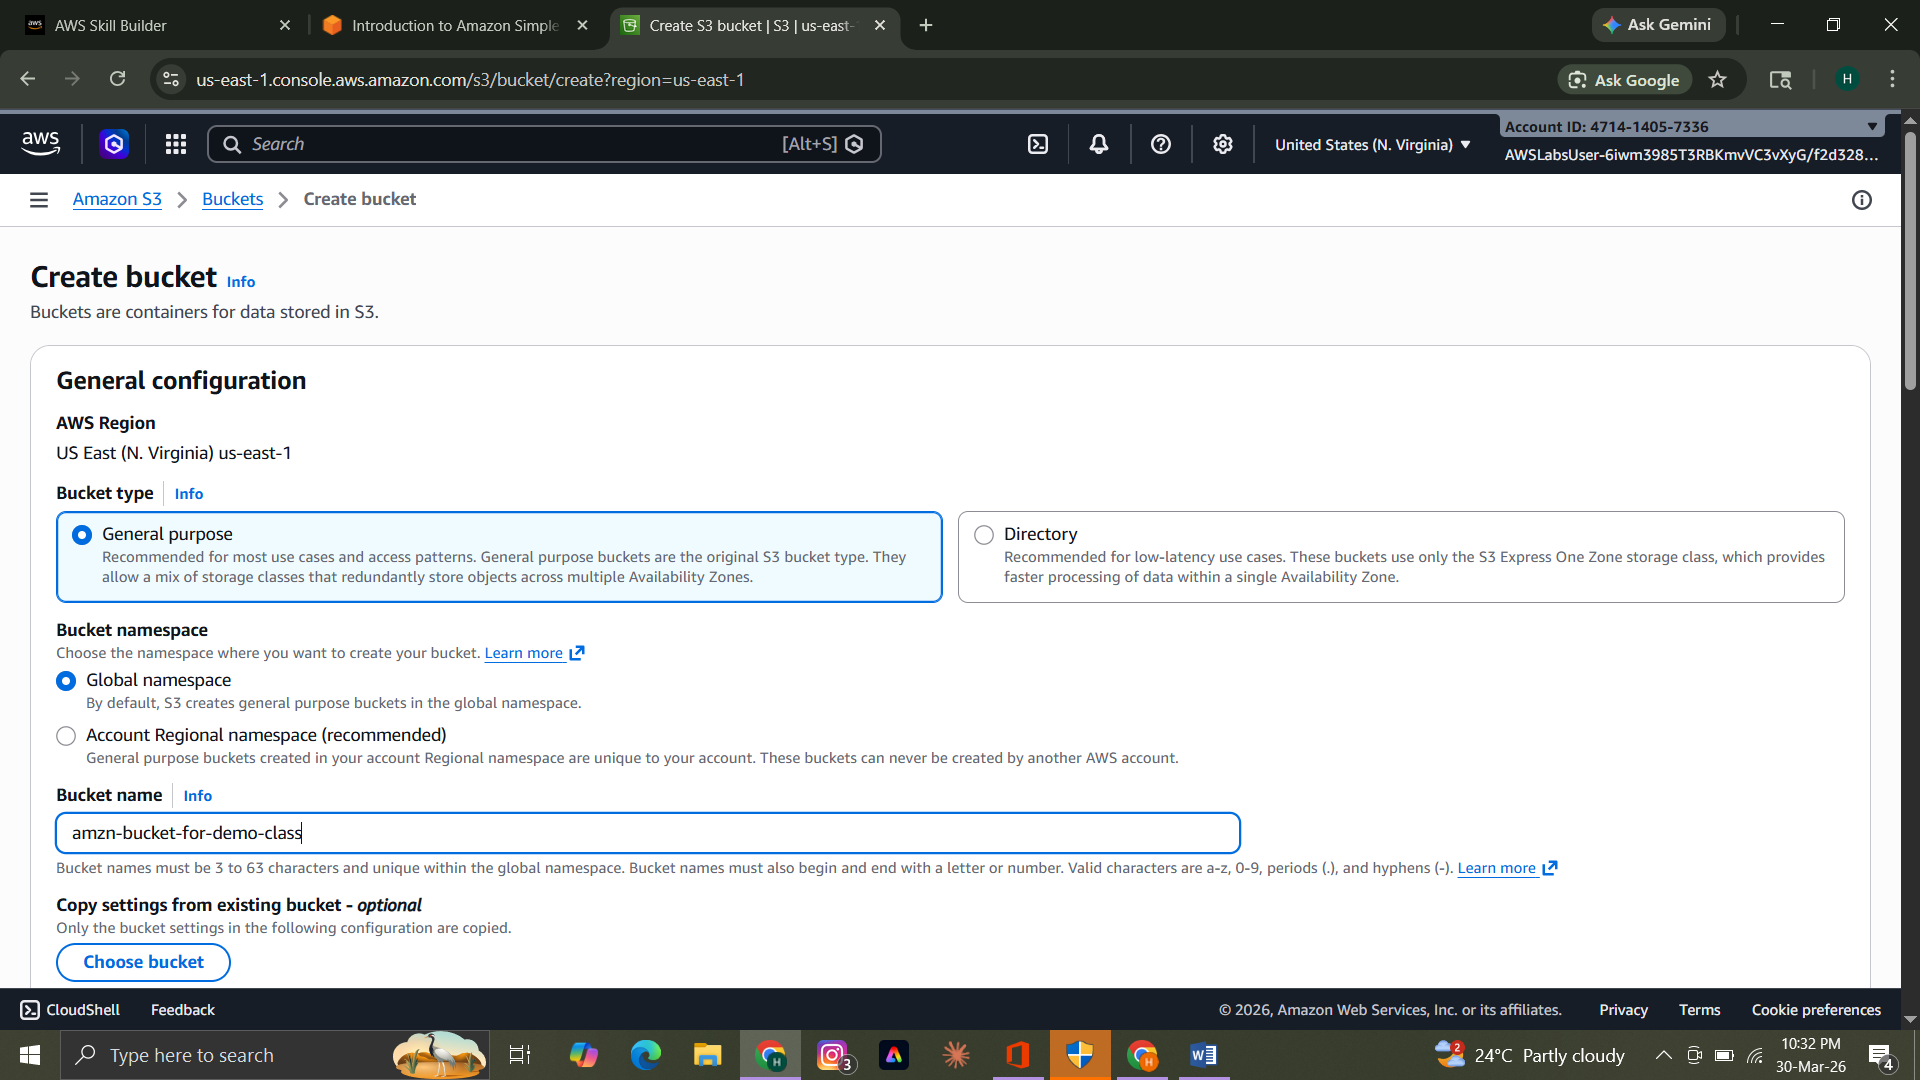 aws AWS Skill Builder
Introduction to Amazon Simple
Create S3 bucket | S3 | us-east-
Ask Gemini
us-east-1.console.aws.amazon.com/s3/bucket/create?region=us-east-1
Ask Google
H
aws
Search
[Alt+S]
United States (N. Virginia)
Account ID: 4714-1405-7336
AWSLabsUser-6iwm3985T3RBKmvVC3vXyG/f2d328...
Amazon S3
Buckets
Create bucket
Create bucket Info
Buckets are containers for data stored in S3.
General configuration
AWS Region
US East (N. Virginia) us-east-1
Bucket type Info
General purpose
Recommended for most use cases and access patterns. General purpose buckets are the original S3 bucket type. They
allow a mix of storage classes that redundantly store objects across multiple Availability Zones.
Directory
Recommended for low-latency use cases. These buckets use only the S3 Express One Zone storage class, which provides
faster processing of data within a single Availability Zone.
Bucket namespace
Choose the namespace where you want to create your bucket. Learn more
Global namespace
By default, S3 creates general purpose buckets in the global namespace.
Account Regional namespace (recommended)
General purpose buckets created in your account Regional namespace are unique to your account. These buckets can never be created by another AWS account.
Bucket name Info
amzn-bucket-for-demo-class
Bucket names must be 3 to 63 characters and unique within the global namespace. Bucket names must also begin and end with a letter or number. Valid characters are a-z, 0-9, periods (.), and hyphens (-). Learn more
Copy settings from existing bucket - optional
Only the bucket settings in the following configuration are copied.
Choose bucket
CloudShell
Feedback
© 2026, Amazon Web Services, Inc. or its affiliates.
Privacy
Terms
Cookie preferences
Type here to search
H
3
H
W
2
24°C Partly cloudy
10:32 PM
30-Mar-26
4